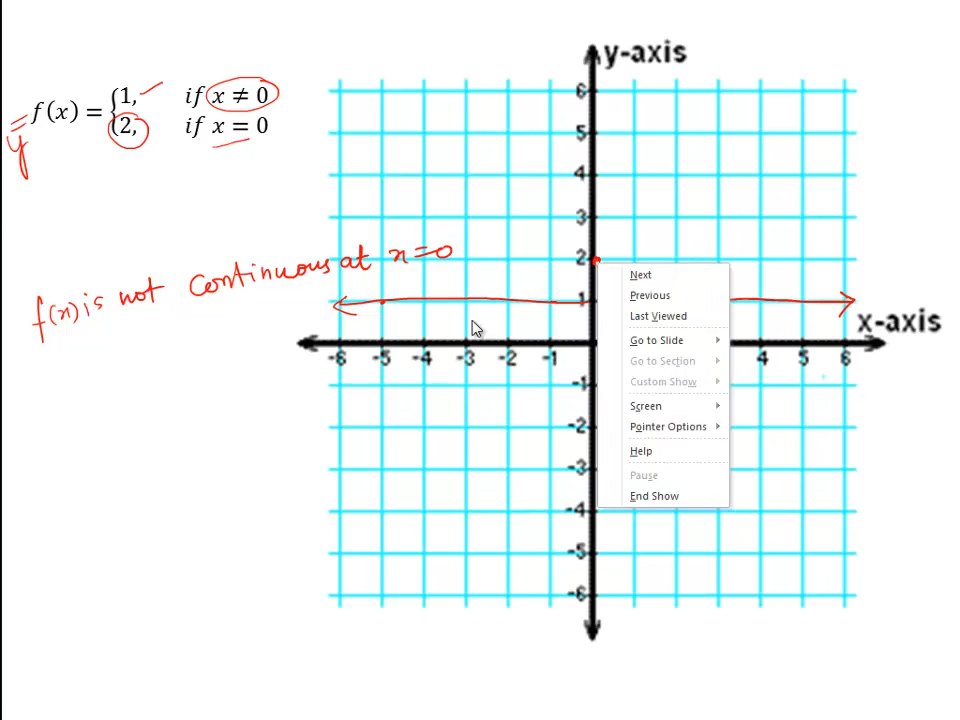 y-axis
f(x) = {1, if x ≠ 0
{2, if x = 0
= y
f(x) is not continuous at x=0
6
5
4
3
2
1
-1
-2
-3
-4
-5
-6
x-axis
-6 -5 -4 -3 -2 -1 4 5 6
Next
Previous
Last Viewed
Go to Slide
Go to Section
Custom Show
Screen
Pointer Options
Help
Pause
End Show